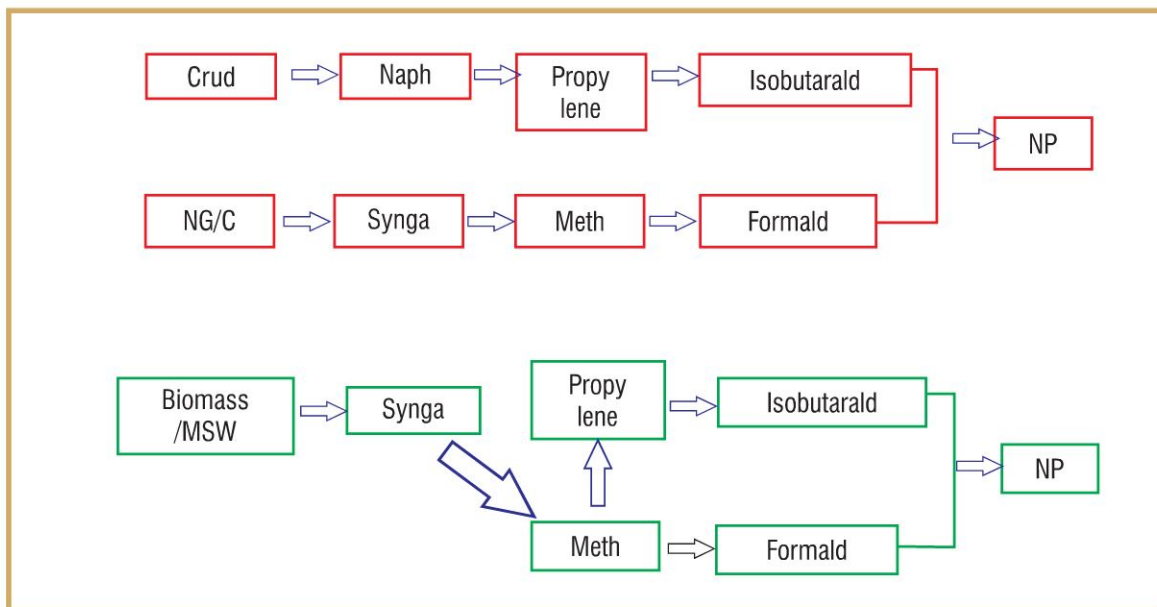 Crud
Naph
Propy
lene
Isobutarald
NP
NG/C
Synga
Meth
Formald
Biomass
/MSW
Synga
Propy
lene
Isobutarald
NP
Meth
Formald